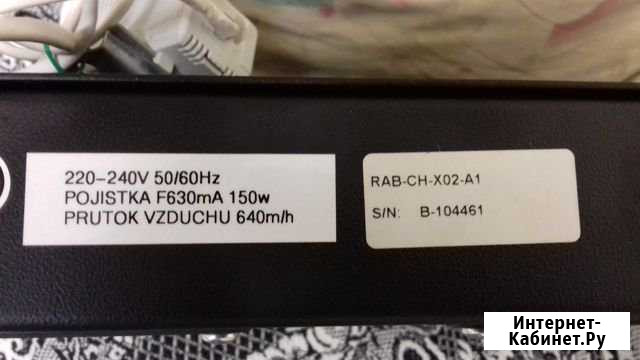 220-240V 50/60Hz
POJISTKA F630mA 150w
PRUTOK VZDUCHU 640m/h
RAB-CH-X02-A1
S/N: B-104461
Интернет-
Кабинет.Ру